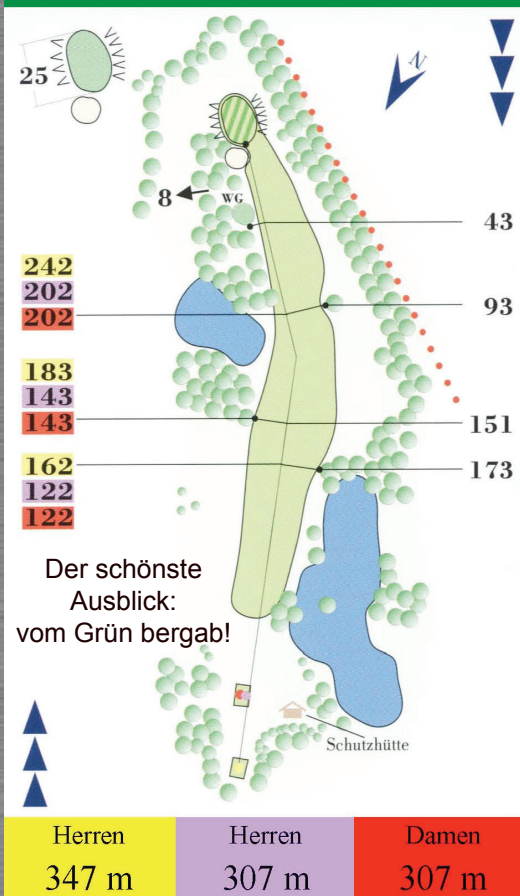 N
25
8
WG
43
242
202
202
93
183
143
143
151
162
122
122
173
Der schönste
Ausblick:
vom Grün bergab!
Schutzhütte
Herren
347 m
Herren
307 m
Damen
307 m